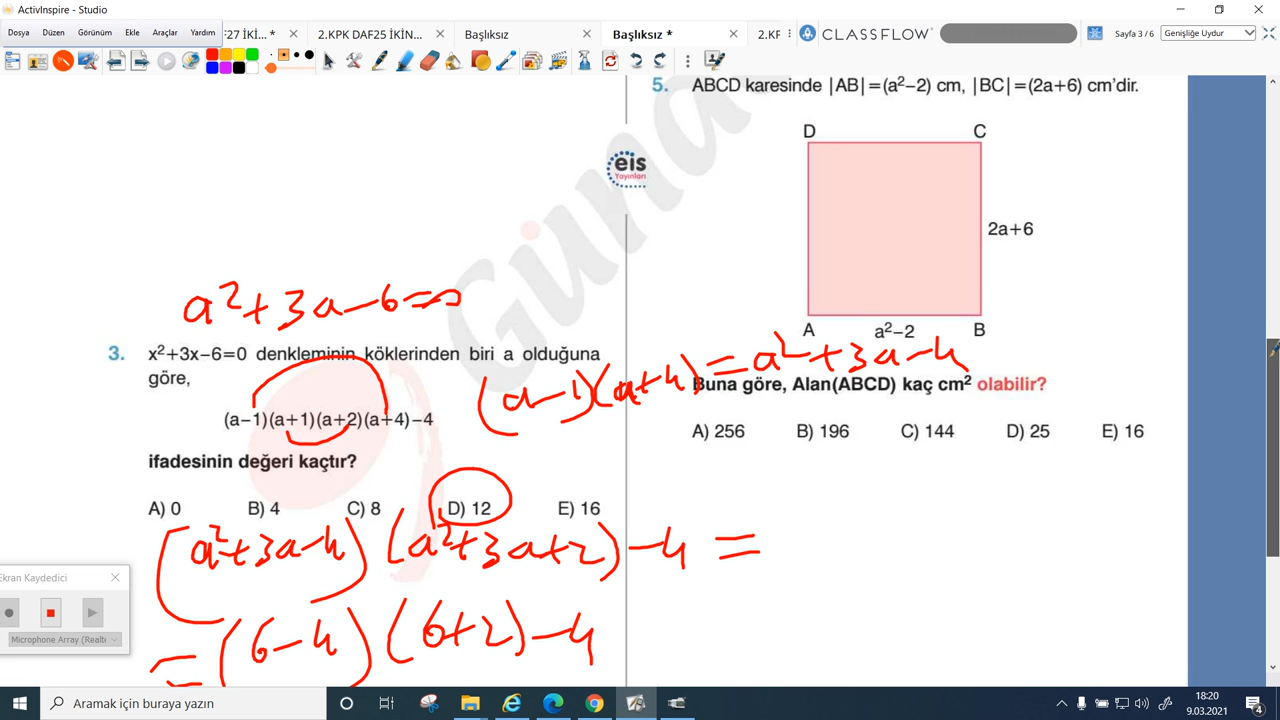 ActivInspire - Studio
Dosya Düzen Görünüm Ekle Araçlar Yardım
F27 İKİ... * 2.KPK DAF25 İKİN... Başlıksız Başlıksız * 2.KF
CLASSFLOW
Sayfa 3 / 6
Genişliğe Uydur
a²+3a-6=0
3. x²+3x-6=0 denkleminin köklerinden biri a olduğuna
göre,
(a-1)(a+1)(a+2)(a+4)-4
ifadesinin değeri kaçtır?
A) 0 B) 4 C) 8 D) 12 E) 16
(a²+3a-4)(a²+3a+2)-4=
=(6-4)(6+2)-4
eis
Yayınları
5. ABCD karesinde |AB|=(a²-2) cm, |BC|=(2a+6) cm'dir.
D C
2a+6
A a²-2 B
(a-1)(a+4)=a²+3a-4
Buna göre, Alan(ABCD) kaç cm² olabilir?
A) 256 B) 196 C) 144 D) 25 E) 16
Ekran Kaydedici
Microphone Array (Realte
Aramak için buraya yazın
18:20
9.03.2021
4